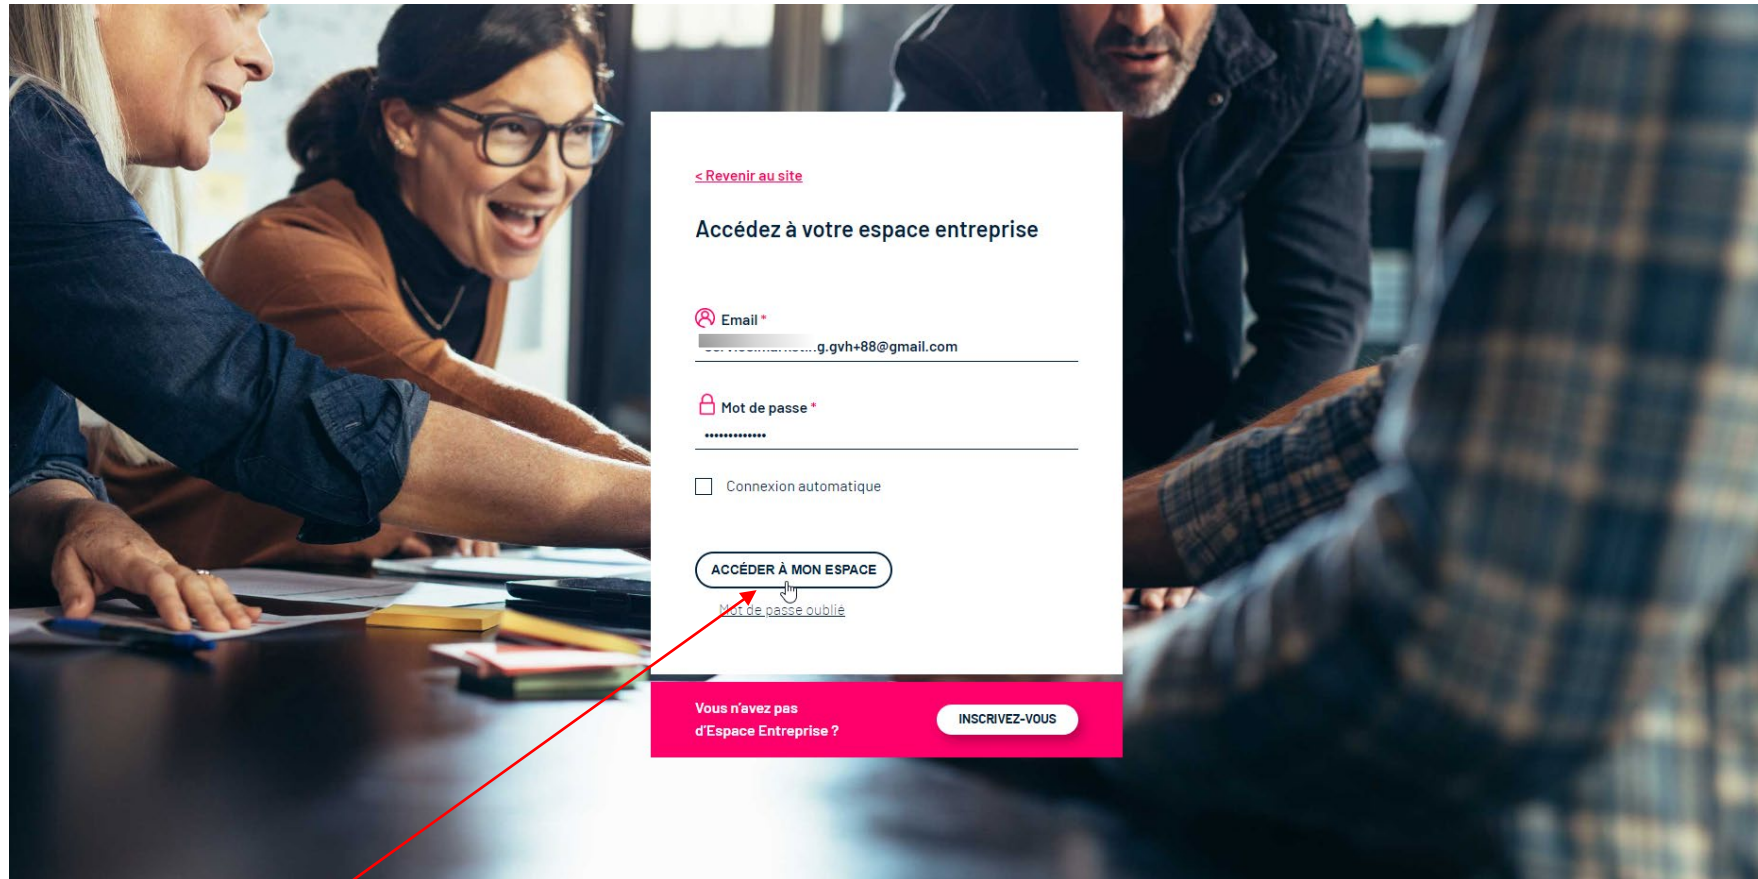 < Revenir au site
Accédez à votre espace entreprise
Email *
g.gvh+88@gmail.com
Mot de passe *
•••••••••••••
Connexion automatique
ACCÉDER À MON ESPACE
Mot de passe oublié
Vous n'avez pas
d'Espace Entreprise ?
INSCRIVEZ-VOUS